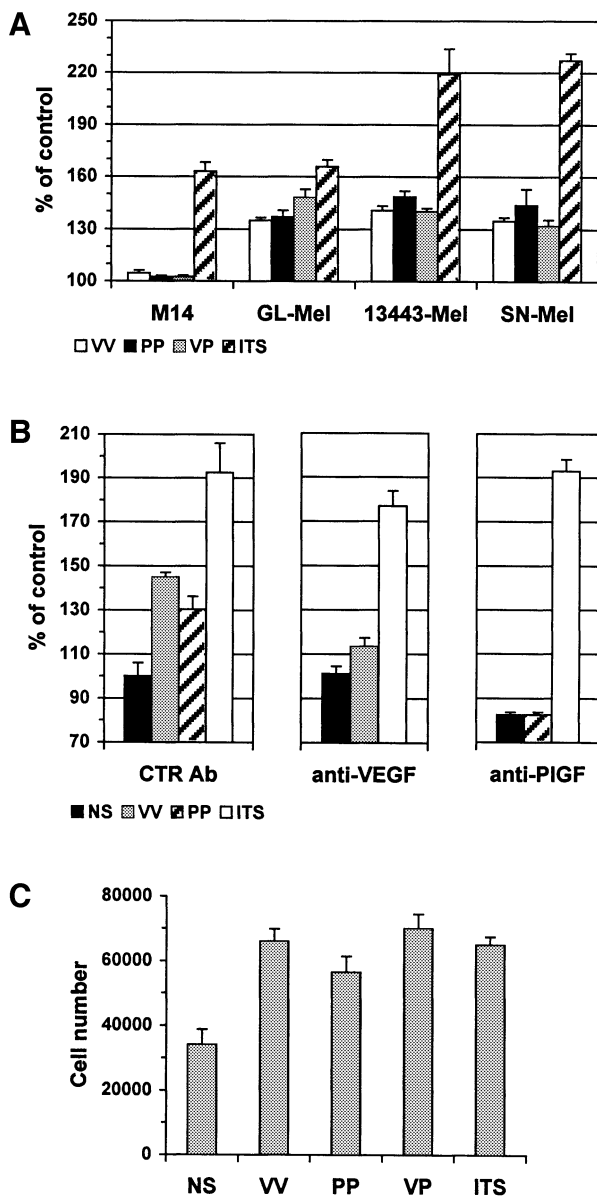 A
250
220
190
160
130
100
% of control
M14 GL-Mel 13443-Mel SN-Mel
VV PP VP ITS
B
210
190
170
150
130
110
90
70
% of control
CTR Ab anti-VEGF anti-PlGF
NS VV PP ITS
C
80000
60000
40000
20000
0
Cell number
NS VV PP VP ITS